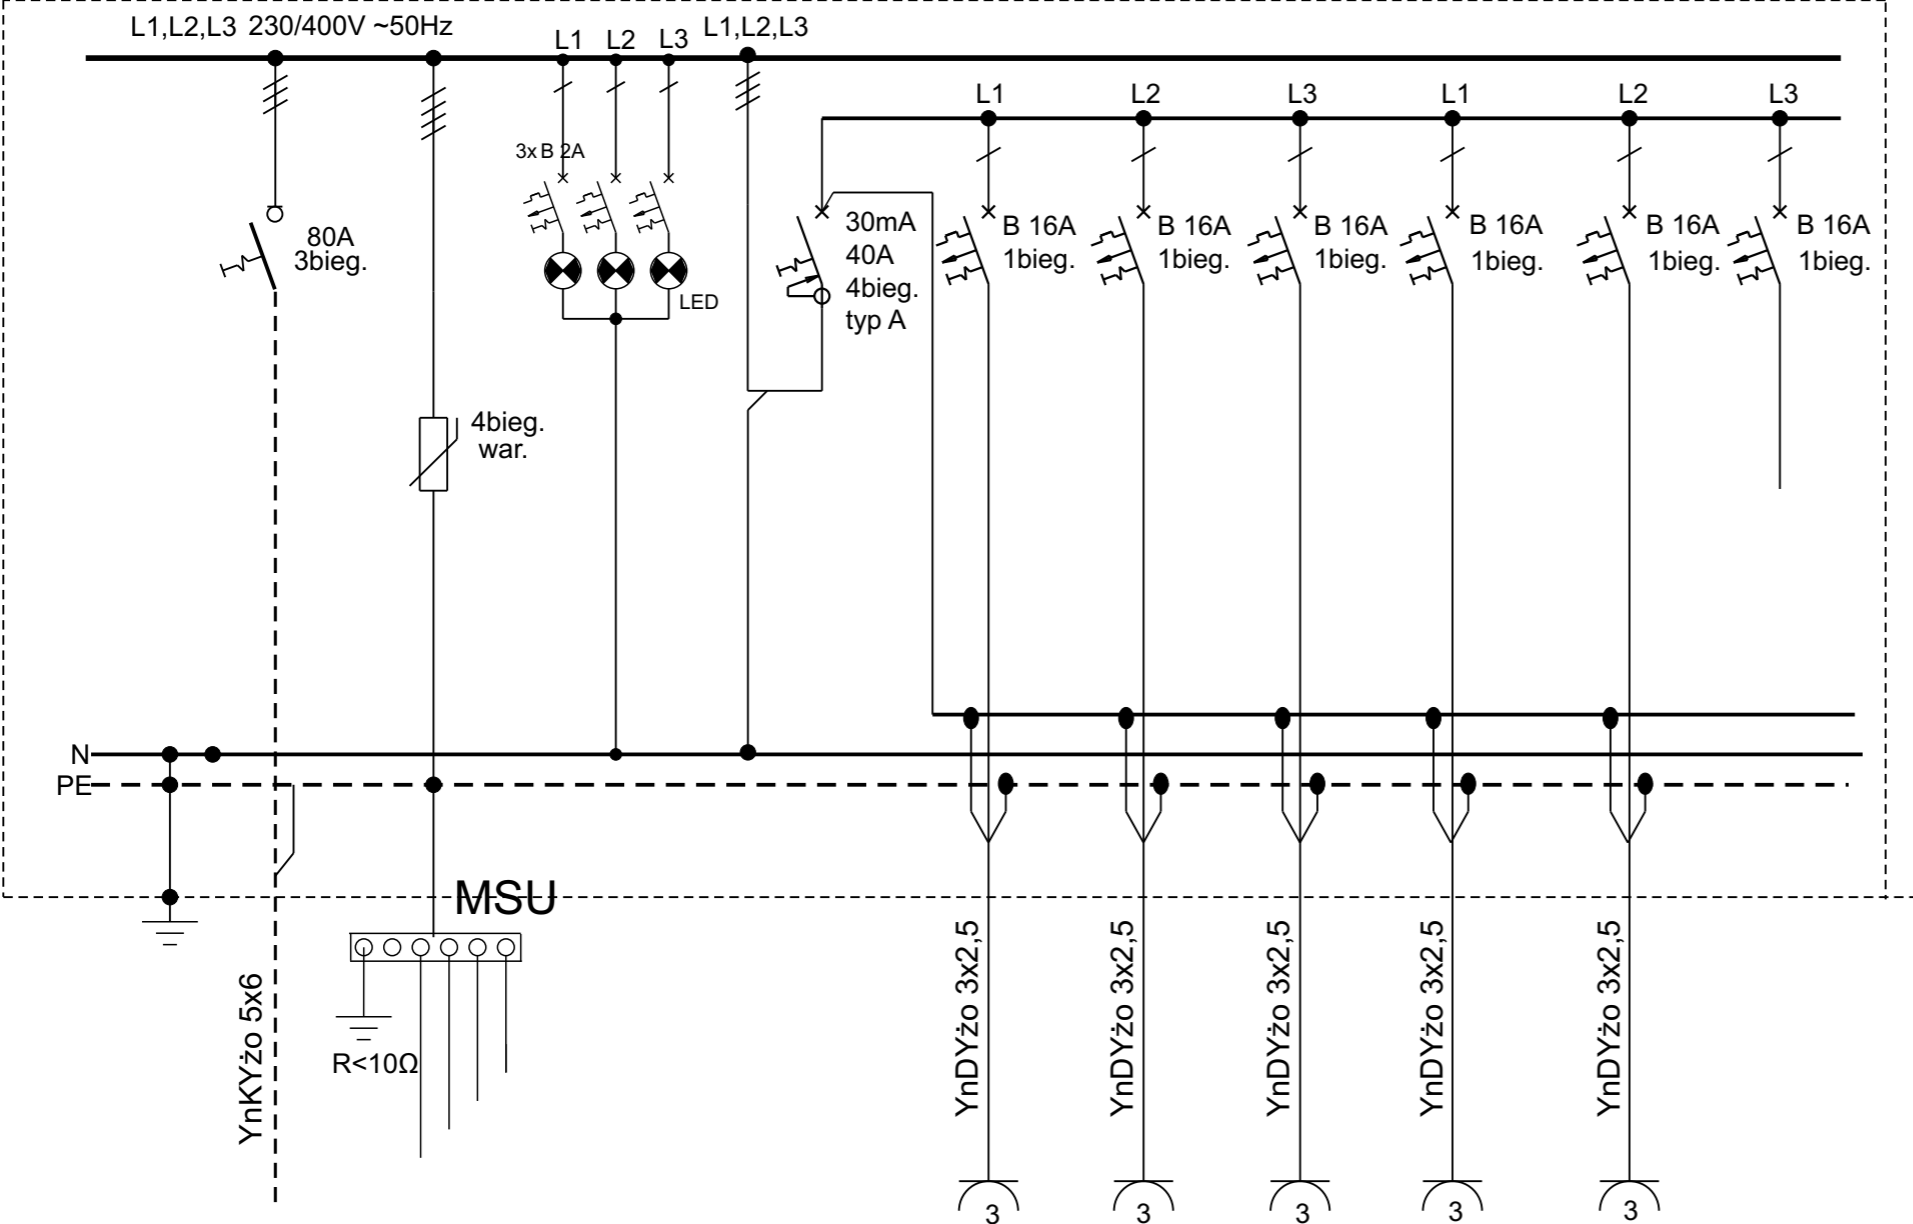 L1,L2,L3 230/400V ~50Hz
L1
L2
L3
L1,L2,L3
L1
L2
L3
L1
L2
L3
3x B 2A
80A
3bieg.
LED
30mA
40A
4bieg.
typ A
B 16A
1bieg.
B 16A
1bieg.
B 16A
1bieg.
B 16A
1bieg.
B 16A
1bieg.
B 16A
1bieg.
4bieg.
war.
N
PE
MSU
R<10Ω
YnKYżo 5x6
YnDYżo 3x2,5
YnDYżo 3x2,5
YnDYżo 3x2,5
YnDYżo 3x2,5
YnDYżo 3x2,5
3
3
3
3
3